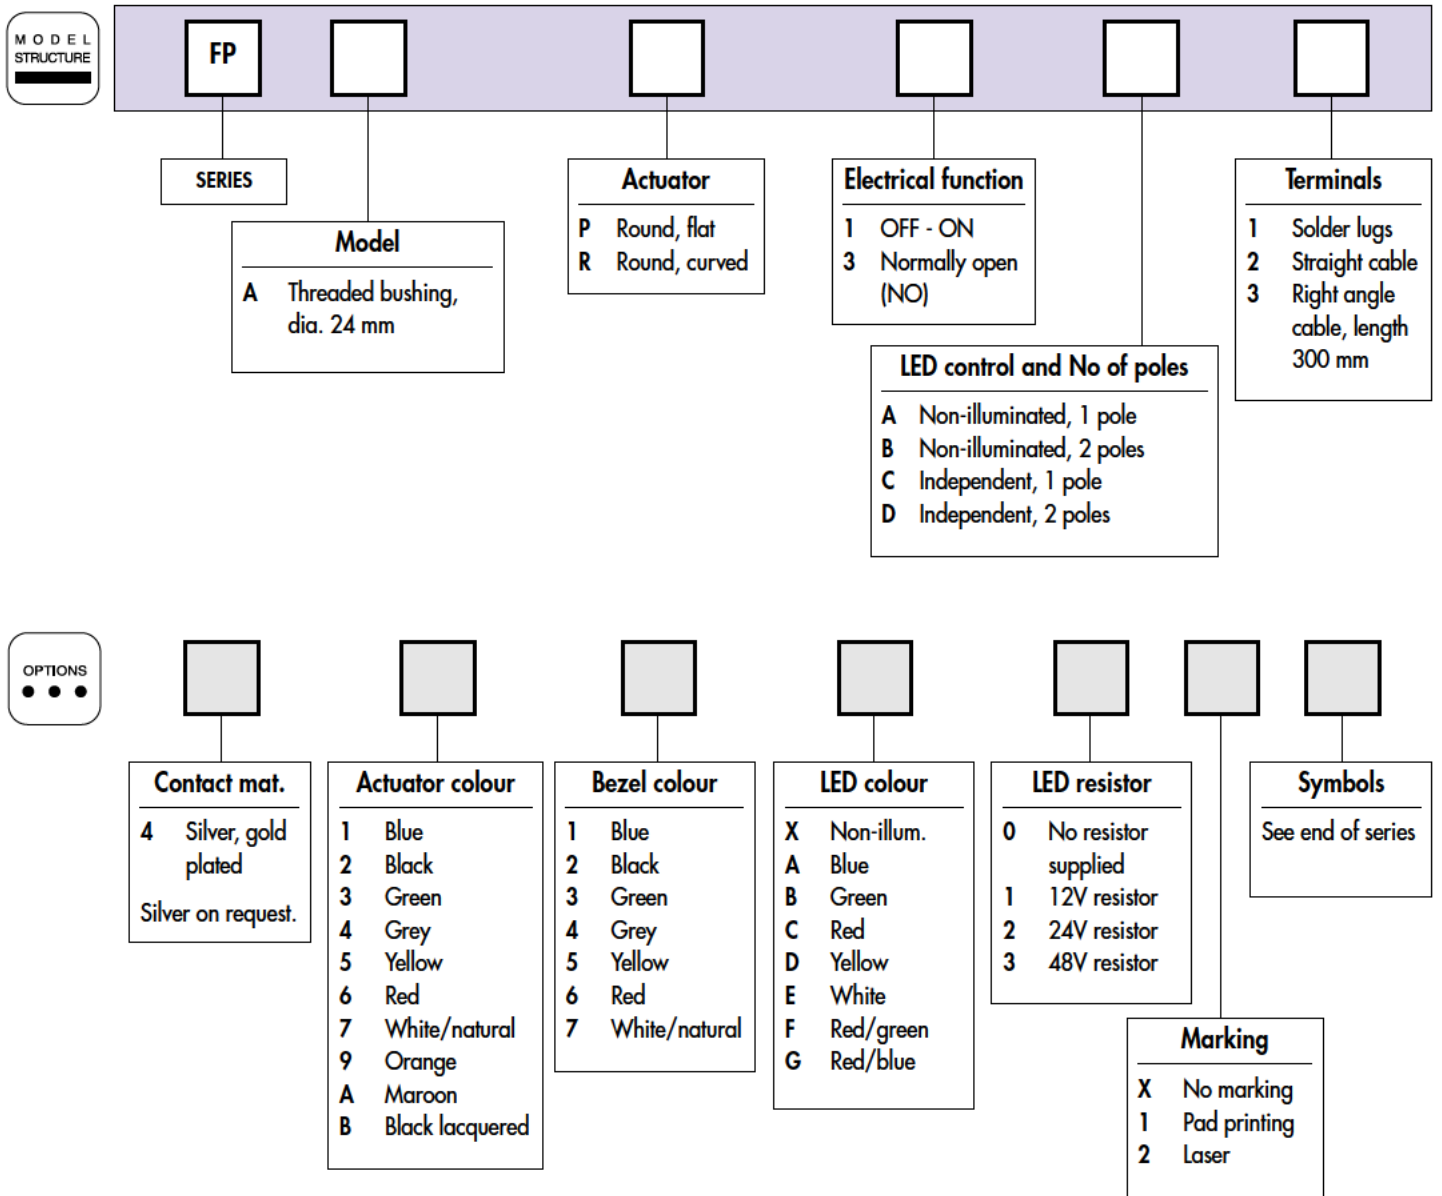 MODEL
STRUCTURE
FP
SERIES
Model
A Threaded bushing,
dia. 24 mm
Actuator
P Round, flat
R Round, curved
Electrical function
1 OFF - ON
3 Normally open
(NO)
LED control and No of poles
A Non-illuminated, 1 pole
B Non-illuminated, 2 poles
C Independent, 1 pole
D Independent, 2 poles
Terminals
1 Solder lugs
2 Straight cable
3 Right angle
cable, length
300 mm
OPTIONS
Contact mat.
4 Silver, gold
plated
Silver on request.
Actuator colour
1 Blue
2 Black
3 Green
4 Grey
5 Yellow
6 Red
7 White/natural
9 Orange
A Maroon
B Black lacquered
Bezel colour
1 Blue
2 Black
3 Green
4 Grey
5 Yellow
6 Red
7 White/natural
LED colour
X Non-illum.
A Blue
B Green
C Red
D Yellow
E White
F Red/green
G Red/blue
LED resistor
0 No resistor
supplied
1 12V resistor
2 24V resistor
3 48V resistor
Marking
X No marking
1 Pad printing
2 Laser
Symbols
See end of series